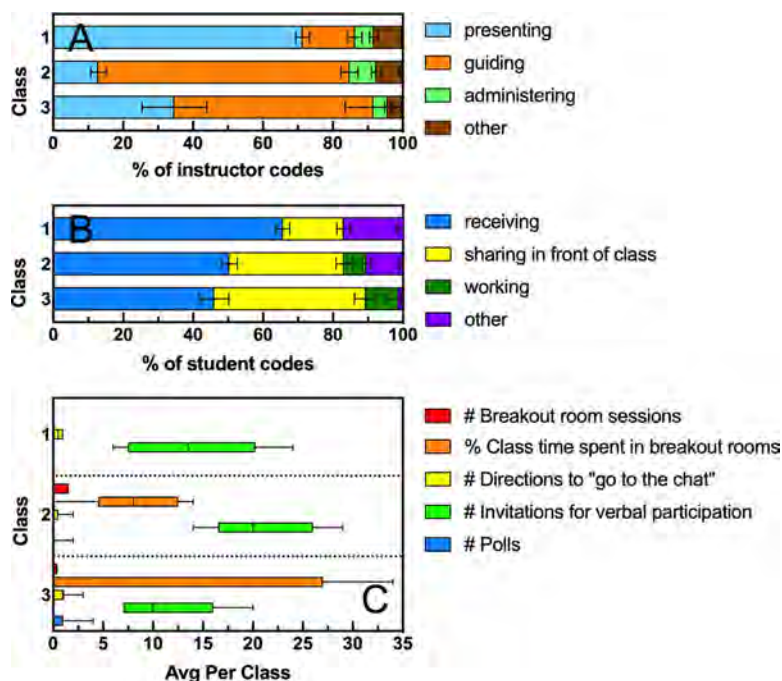 A
Class
1
2
3
0 20 40 60 80 100
% of instructor codes
presenting
guiding
administering
other
B
Class
1
2
3
0 20 40 60 80 100
% of student codes
receiving
sharing in front of class
working
other
C
Class
1
2
3
0 5 10 15 20 25 30 35
Avg Per Class
# Breakout room sessions
% Class time spent in breakout rooms
# Directions to "go to the chat"
# Invitations for verbal participation
# Polls